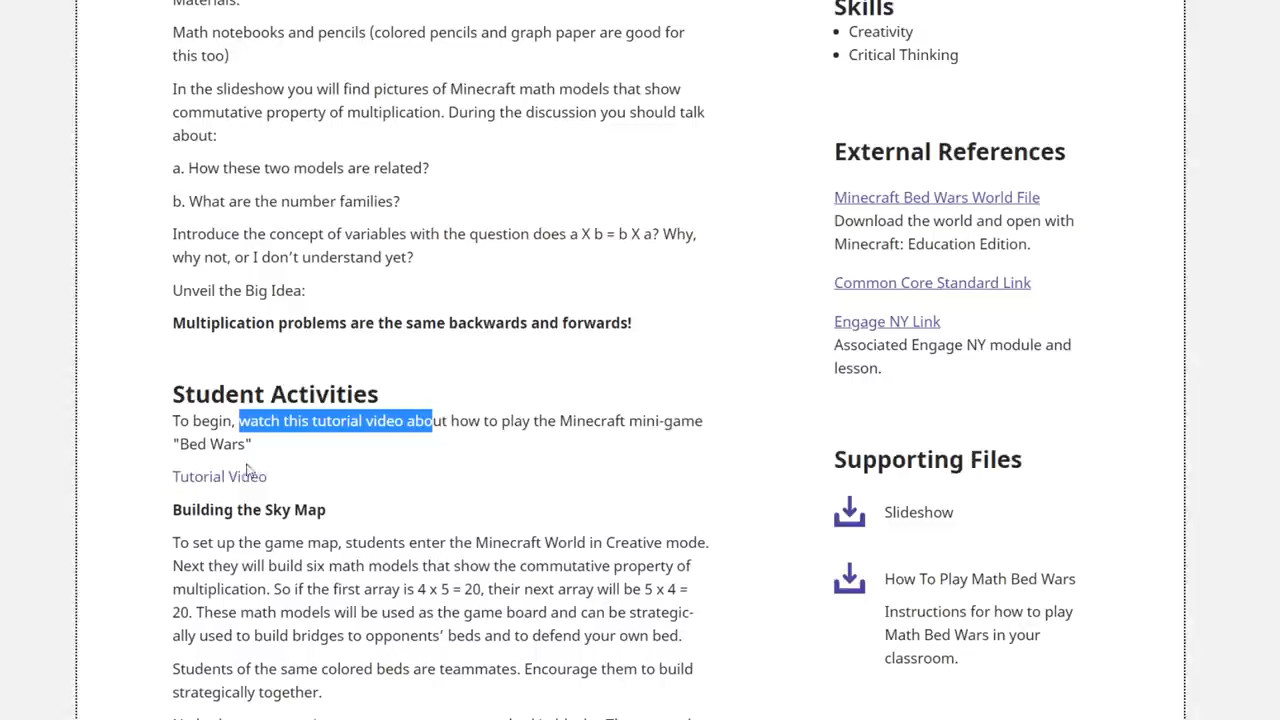 Materials:
Math notebooks and pencils (colored pencils and graph paper are good for
this too)
In the slideshow you will find pictures of Minecraft math models that show
commutative property of multiplication. During the discussion you should talk
about:
a. How these two models are related?
b. What are the number families?
Introduce the concept of variables with the question does a X b = b X a? Why,
why not, or I don’t understand yet?
Unveil the Big Idea:
Multiplication problems are the same backwards and forwards!
Student Activities
To begin, watch this tutorial video about how to play the Minecraft mini-game
"Bed Wars"
Tutorial Video
Building the Sky Map
To set up the game map, students enter the Minecraft World in Creative mode.
Next they will build six math models that show the commutative property of
multiplication. So if the first array is 4 x 5 = 20, their next array will be 5 x 4 =
20. These math models will be used as the game board and can be strategic-
ally used to build bridges to opponents’ beds and to defend your own bed.
Students of the same colored beds are teammates. Encourage them to build
strategically together.
Skills
Creativity
Critical Thinking
External References
Minecraft Bed Wars World File
Download the world and open with
Minecraft: Education Edition.
Common Core Standard Link
Engage NY Link
Associated Engage NY module and
lesson.
Supporting Files
Slideshow
How To Play Math Bed Wars
Instructions for how to play
Math Bed Wars in your
classroom.